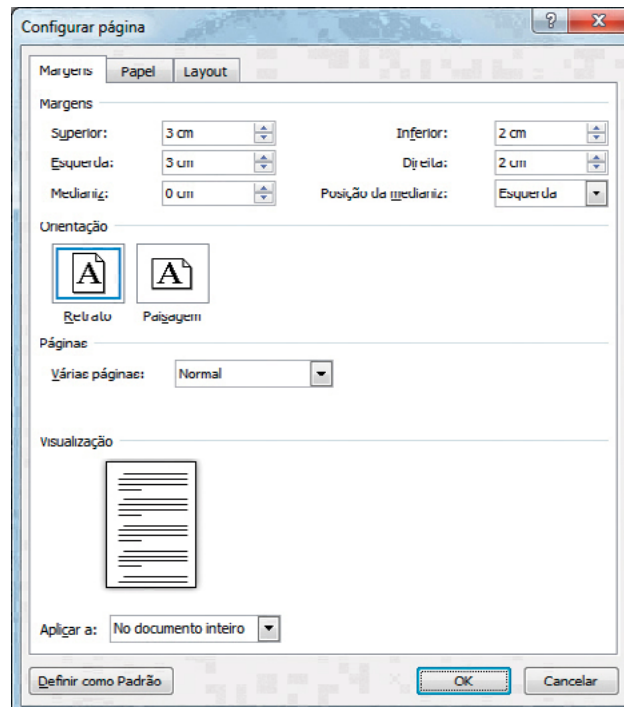 Configurar página
Margens Papel Layout
Margens
Superior: 3 cm Inferior: 2 cm
Esquerda: 3 cm Direita: 2 cm
Medianiz: 0 cm Posição da medianiz: Esquerda
Orientação
A A
Retrato Paisagem
Páginas
Várias páginas: Normal
Visualização
Aplicar a: No documento inteiro
Definir como Padrão OK Cancelar